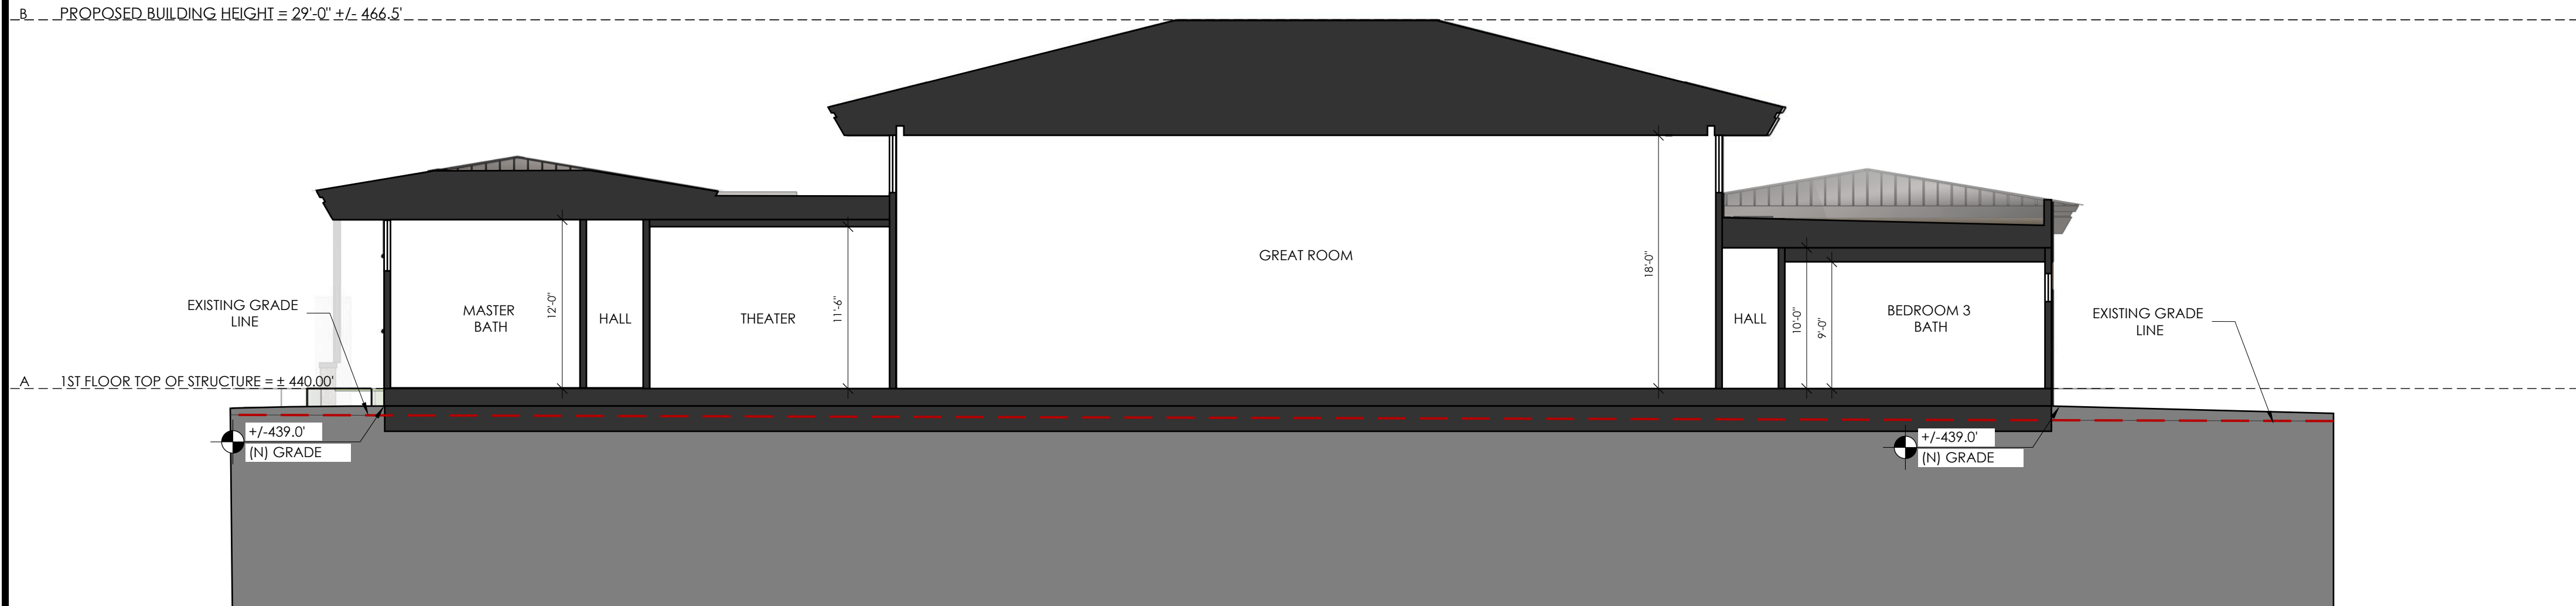 B PROPOSED BUILDING HEIGHT = 29'-0" +/- 466.5'
GREAT ROOM
18'-0"
EXISTING GRADE
LINE
MASTER
BATH
12'-0"
HALL
THEATER
11'-6"
HALL
10'-0"
9'-0"
BEDROOM 3
BATH
EXISTING GRADE
LINE
A 1ST FLOOR TOP OF STRUCTURE = ± 440.00'
+/-439.0'
(N) GRADE
+/-439.0'
(N) GRADE